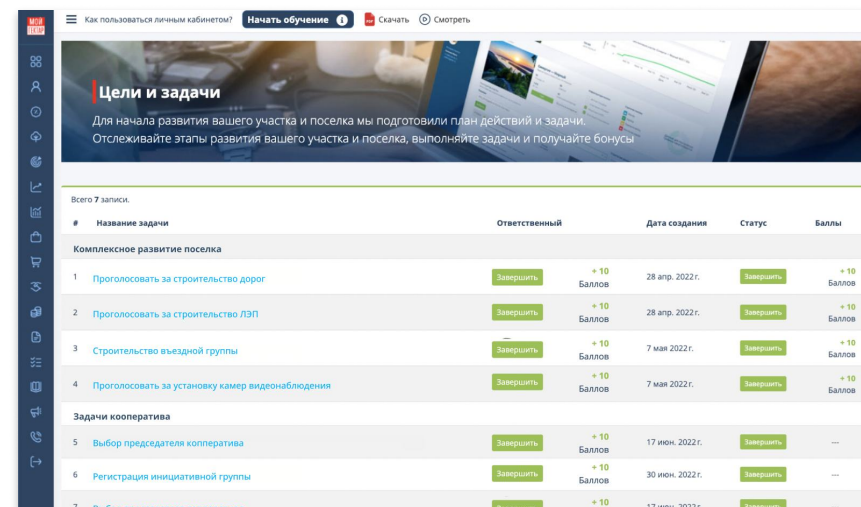 МОЙ
ГЕКТАР
Как пользоваться личным кабинетом? Начать обучение i PDF Скачать Смотреть
Цели и задачи
Для начала развития вашего участка и поселка мы подготовили план действий и задачи.
Отслеживайте этапы развития вашего участка и поселка, выполняйте задачи и получайте бонусы
Всего 7 записи.
# Название задачи Ответственный Дата создания Статус Баллы
Комплексное развитие поселка
1 Проголосовать за строительство дорог Завершить + 10 Баллов 28 апр. 2022 г. Завершить + 10 Баллов
2 Проголосовать за строительство ЛЭП Завершить + 10 Баллов 28 апр. 2022 г. Завершить + 10 Баллов
3 Строительство въездной группы Завершить + 10 Баллов 7 мая 2022 г. Завершить + 10 Баллов
4 Проголосовать за установку камер видеонаблюдения Завершить + 10 Баллов 7 мая 2022 г. Завершить + 10 Баллов
Задачи кооператива
5 Выбор председателя копператива Завершить + 10 Баллов 17 июн. 2022 г. Завершить ---
6 Регистрация инициативной группы Завершить + 10 Баллов 30 июн. 2022 г. Завершить ---
+ 10